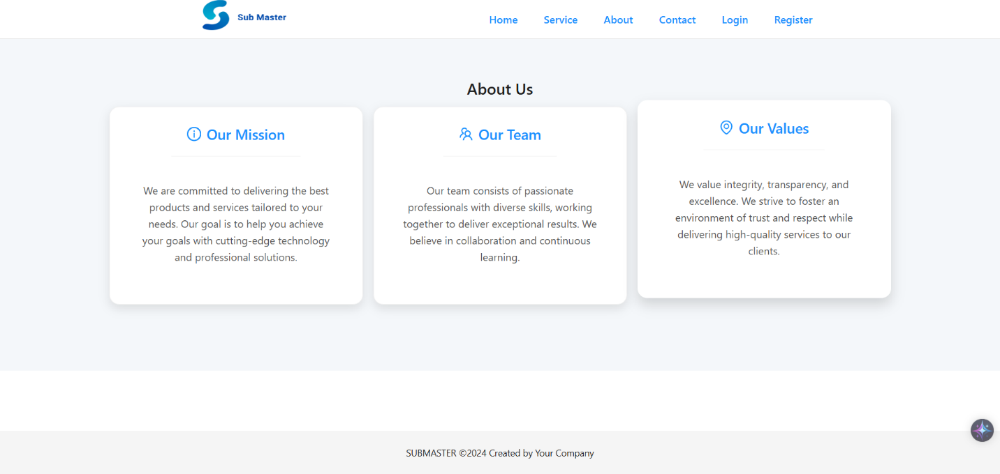 Sub Master
Home
Service
About
Contact
Login
Register
About Us
Our Mission
We are committed to delivering the best
products and services tailored to your
needs. Our goal is to help you achieve
your goals with cutting-edge technology
and professional solutions.
Our Team
Our team consists of passionate
professionals with diverse skills, working
together to deliver exceptional results. We
believe in collaboration and continuous
learning.
Our Values
We value integrity, transparency, and
excellence. We strive to foster an
environment of trust and respect while
delivering high-quality services to our
clients.
SUBMASTER ©2024 Created by Your Company